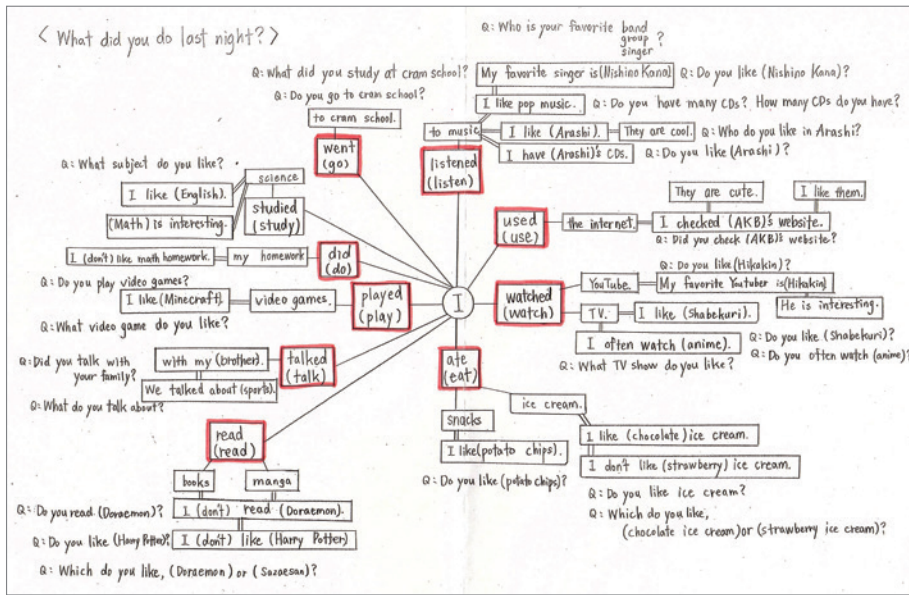 < What did you do last night? >
Q: Who is your favorite band
group
singer ?
Q: What did you study at cram school?
My favorite singer is (Nishino Kana)
Q: Do you like (Nishino Kana)?
Q: Do you go to cram school?
I like pop music.
Q: Do you have many CDs? How many CDs do you have?
to cram school.
to music
I like (Arashi).
They are cool.
Q: Who do you like in Arashi?
went
(go)
I have (Arashi)'s CDs.
Q: Do you like (Arashi)?
listened
(listen)
Q: What subject do you like?
science
I like (English).
studied
(study)
(Math) is interesting.
They are cute.
I like them.
used
(use)
the internet.
I checked (AKB)'s website.
Q: Did you check (AKB)'s website?
I (don't) like math homework.
my homework
did
(do)
Q: Do you play video games?
I like (Minecraft).
video games.
played
(play)
I
Q: What video game do you like?
Q: Do you like (Hikakin)?
watched
(watch)
YouTube.
My favorite Youtuber is (Hikakin)
He is interesting.
TV.
I like (Shabekuri).
Q: Do you like (Shabekuri)?
I often watch (anime).
Q: Do you often watch (anime)?
Q: What TV show do you like?
Q: Did you talk with
your family?
with my (brother).
talked
(talk)
We talked about (sports).
Q: What do you talk about?
ate
(eat)
ice cream.
snacks
I like (chocolate) ice cream.
I like (potato chips).
I don't like (strawberry) ice cream.
Q: Do you like (potato chips)?
Q: Do you like ice cream?
Q: Which do you like,
(chocolate ice cream) or (strawberry ice cream)?
read
(read)
books
manga
Q: Do you read (Doraemon)?
I (don't) read (Doraemon).
Q: Do you like (Harry Potter)?
I (don't) like (Harry Potter)
Q: Which do you like, (Doraemon) or (Sazaesan)?